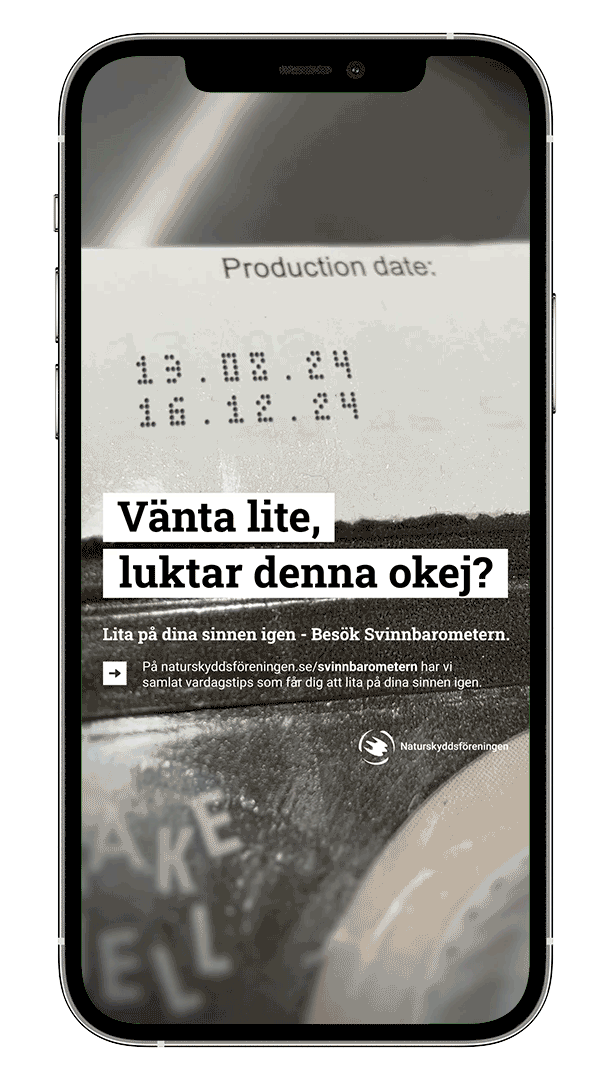 Production date:
19.08.24
16.12.24
Vänta lite,
luktar denna okej?
Lita på dina sinnen igen - Besök Svinnbarometern.
På naturskyddsföreningen.se/svinnbarometern har vi
samlat vardagstips som får dig att lita på dina sinnen igen.
Naturskyddsföreningen
AKE
ELL